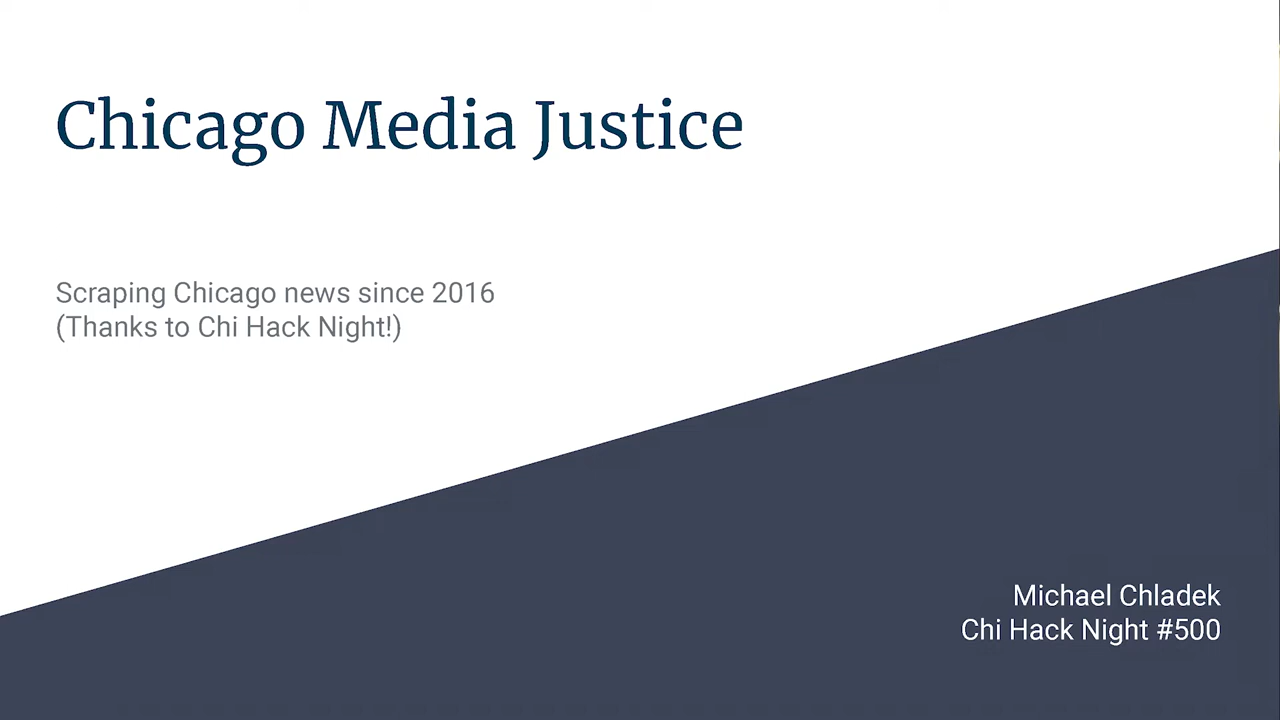 Chicago Media Justice
Scraping Chicago news since 2016
(Thanks to Chi Hack Night!)
Michael Chladek
Chi Hack Night #500